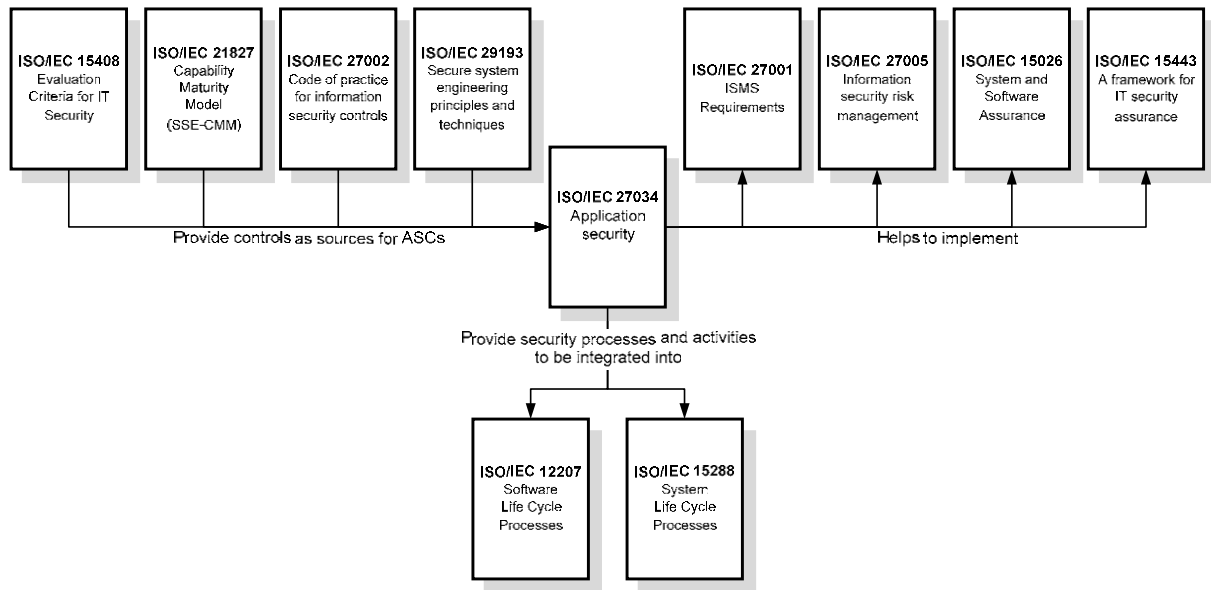 ISO/IEC 15408
Evaluation
Criteria for IT
Security
ISO/IEC 21827
Capability
Maturity
Model
(SSE-CMM)
ISO/IEC 27002
Code of practice
for information
security controls
ISO/IEC 29193
Secure system
engineering
principles and
techniques
ISO/IEC 27001
ISMS
Requirements
ISO/IEC 27005
Information
security risk
management
ISO/IEC 15026
System and
Software
Assurance
ISO/IEC 15443
A framework for
IT security
assurance
ISO/IEC 27034
Application
security
Provide controls as sources for ASCs
Helps to implement
Provide security processes and activities
to be integrated into
ISO/IEC 12207
Software
Life Cycle
Processes
ISO/IEC 15288
System
Life Cycle
Processes